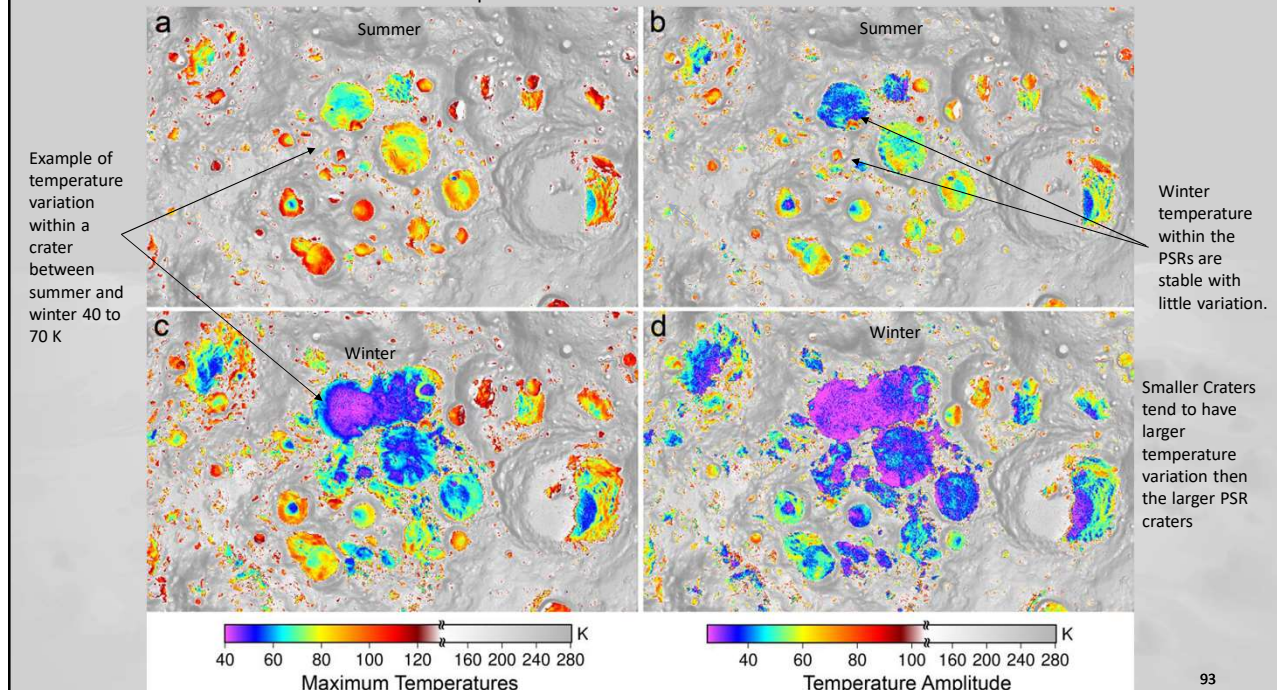 a
Summer
b
Summer
Example of
temperature
variation
within a
crater
between
summer and
winter 40 to
70 K
Winter
temperature
within the
PSRs are
stable with
little variation.
c
Winter
d
Winter
Smaller Craters
tend to have
larger
temperature
variation then
the larger PSR
craters
K
40 60 80 100 120 160 200 240 280
Maximum Temperatures
K
40 60 80 100 160 200 240 280
Temperature Amplitude
93